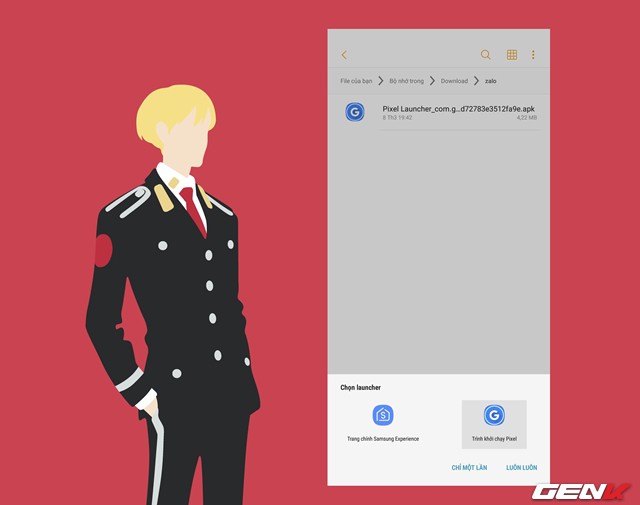 File của bạn > Bộ nhớ trong > Download > zalo
Pixel Launcher_com.g...d72783e3512fa9e.apk
8 Th3 19:42 4,22 MB
Chọn launcher
Trang chính Samsung Experience
Trình khởi chạy Pixel
CHỈ MỘT LẦN LUÔN LUÔN
GENK